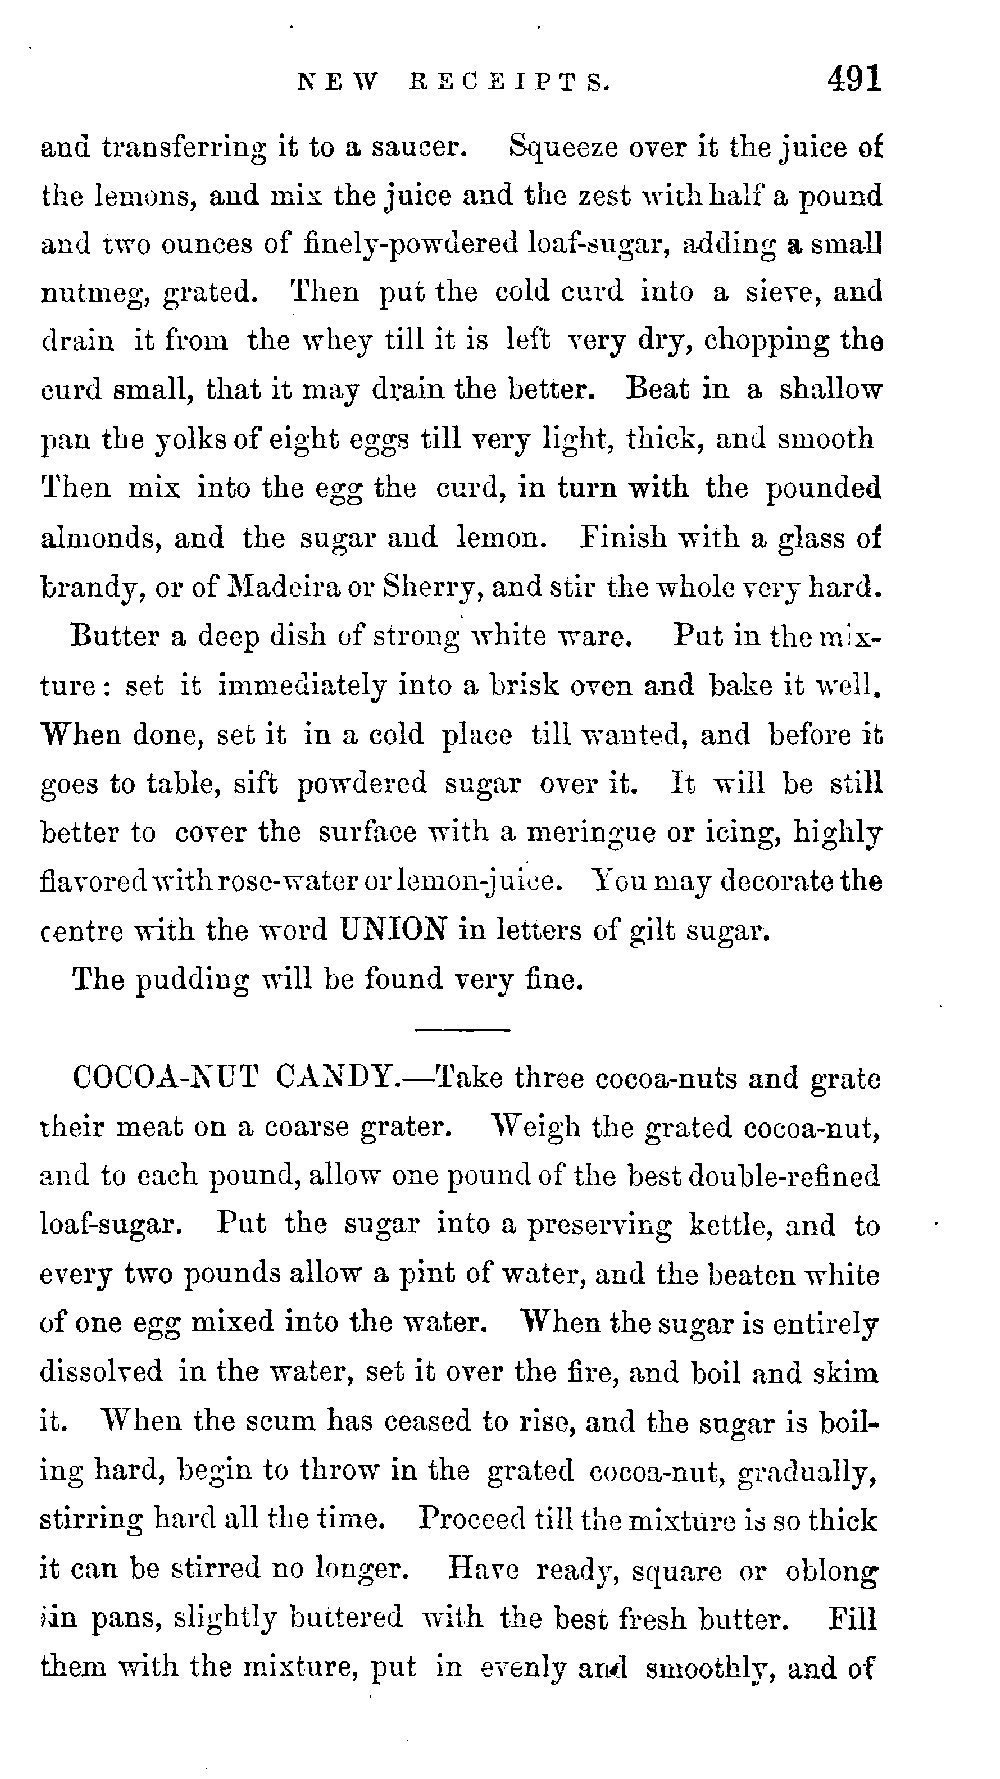 NEW RECEIPTS. 491
and transferring it to a saucer. Squeeze over it the juice of
the lemons, and mix the juice and the zest with half a pound
and two ounces of finely-powdered loaf-sugar, adding a small
nutmeg, grated. Then put the cold curd into a sieve, and
drain it from the whey till it is left very dry, chopping the
curd small, that it may drain the better. Beat in a shallow
pan the yolks of eight eggs till very light, thick, and smooth
Then mix into the egg the curd, in turn with the pounded
almonds, and the sugar and lemon. Finish with a glass of
brandy, or of Madeira or Sherry, and stir the whole very hard.
Butter a deep dish of strong white ware. Put in the mix-
ture: set it immediately into a brisk oven and bake it well.
When done, set it in a cold place till wanted, and before it
goes to table, sift powdered sugar over it. It will be still
better to cover the surface with a meringue or icing, highly
flavored with rose-water or lemon-juice. You may decorate the
centre with the word UNION in letters of gilt sugar.
The pudding will be found very fine.
COCOA-NUT CANDY.—Take three cocoa-nuts and grate
their meat on a coarse grater. Weigh the grated cocoa-nut,
and to each pound, allow one pound of the best double-refined
loaf-sugar. Put the sugar into a preserving kettle, and to
every two pounds allow a pint of water, and the beaten white
of one egg mixed into the water. When the sugar is entirely
dissolved in the water, set it over the fire, and boil and skim
it. When the scum has ceased to rise, and the sugar is boil-
ing hard, begin to throw in the grated cocoa-nut, gradually,
stirring hard all the time. Proceed till the mixture is so thick
it can be stirred no longer. Have ready, square or oblong
tin pans, slightly buttered with the best fresh butter. Fill
them with the mixture, put in evenly and smoothly, and of